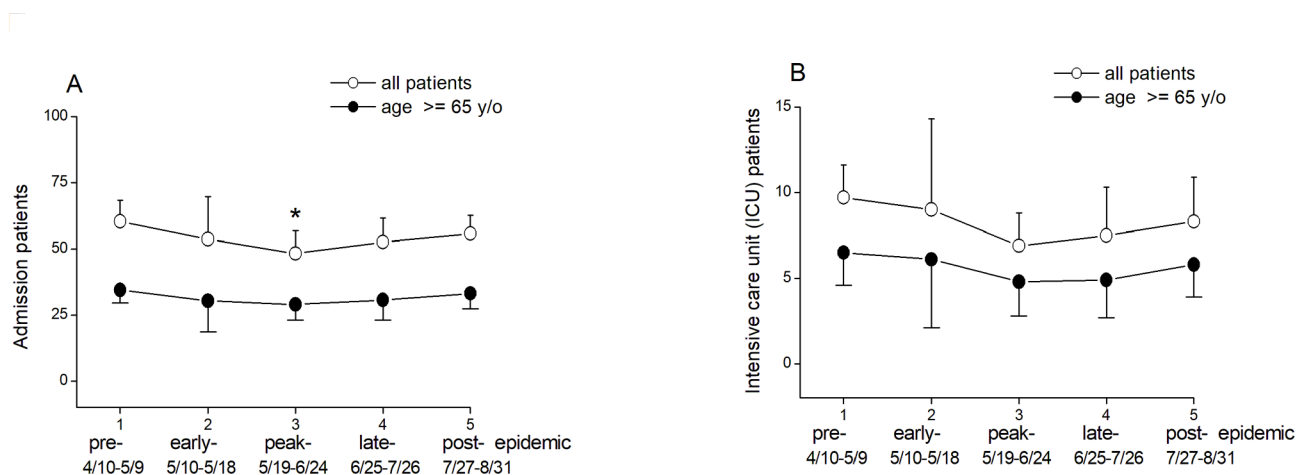 A
all patients
age >= 65 y/o
Admission patients
100
75
50
25
0
*
1 2 3 4 5
pre- early- peak- late- post- epidemic
4/10-5/9 5/10-5/18 5/19-6/24 6/25-7/26 7/27-8/31
B
all patients
age >= 65 y/o
Intensive care unit (ICU) patients
15
10
5
0
1 2 3 4 5
pre- early- peak- late- post- epidemic
4/10-5/9 5/10-5/18 5/19-6/24 6/25-7/26 7/27-8/31